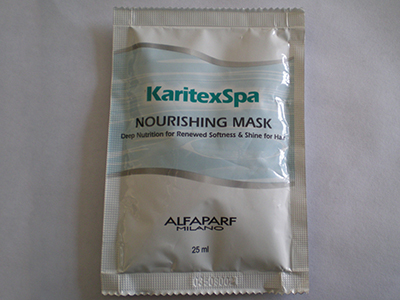 KaritexSpa
NOURISHING MASK
Deep Nutrition for Renewed Softness & Shine for Hair
ALFAPARF
MILANO
25 ml